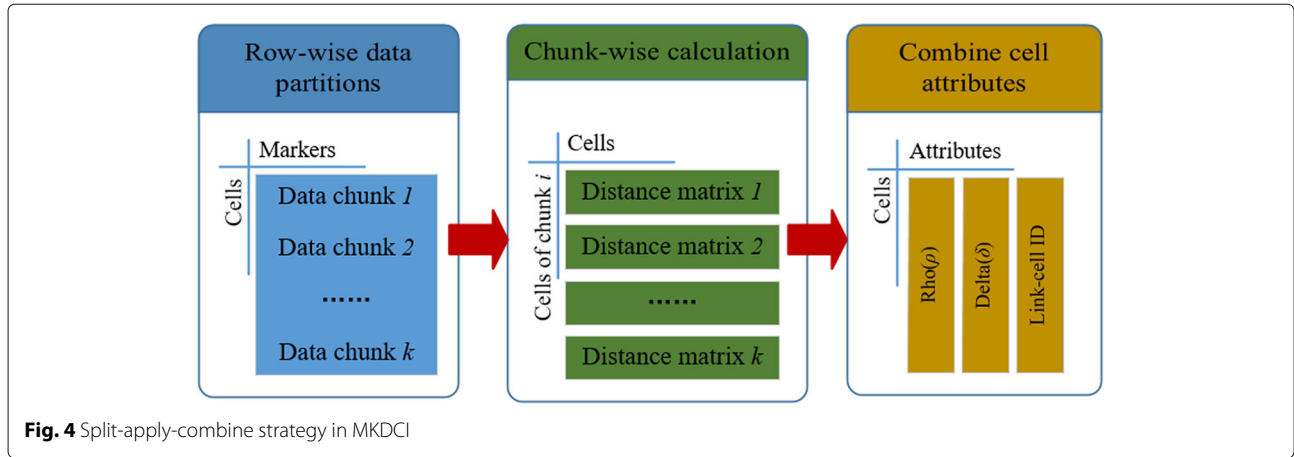 Row-wise data
partitions
Markers
Cells
Data chunk 1
Data chunk 2
......
Data chunk k
Chunk-wise calculation
Cells
Cells of chunk i
Distance matrix 1
Distance matrix 2
......
Distance matrix k
Combine cell
attributes
Attributes
Cells
Rho(ρ)
Delta(δ)
Link-cell ID
Fig. 4 Split-apply-combine strategy in MKDCI